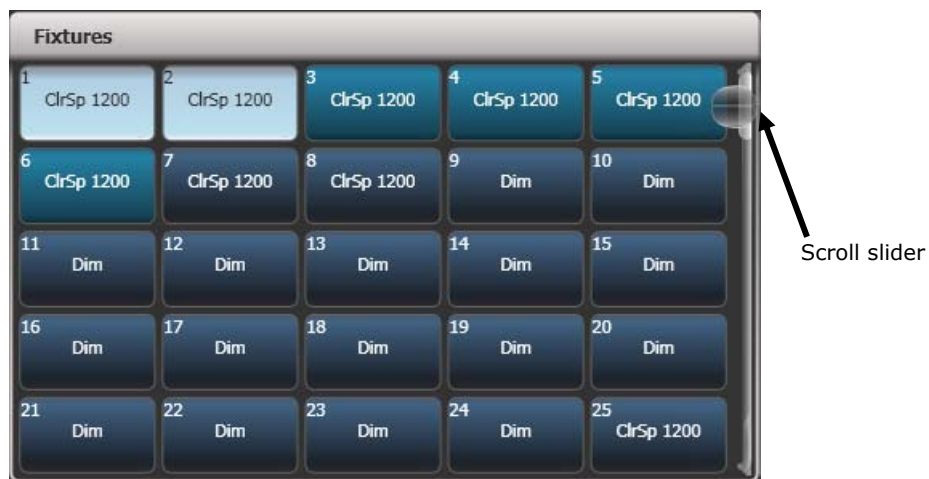 Fixtures
1 2 3 4 5
ClrSp 1200 ClrSp 1200 ClrSp 1200 ClrSp 1200 ClrSp 1200
6 7 8 9 10
ClrSp 1200 ClrSp 1200 ClrSp 1200 Dim Dim
Scroll slider
11 12 13 14 15
Dim Dim Dim Dim Dim
16 17 18 19 20
Dim Dim Dim Dim Dim
21 22 23 24 25
Dim Dim Dim Dim ClrSp 1200